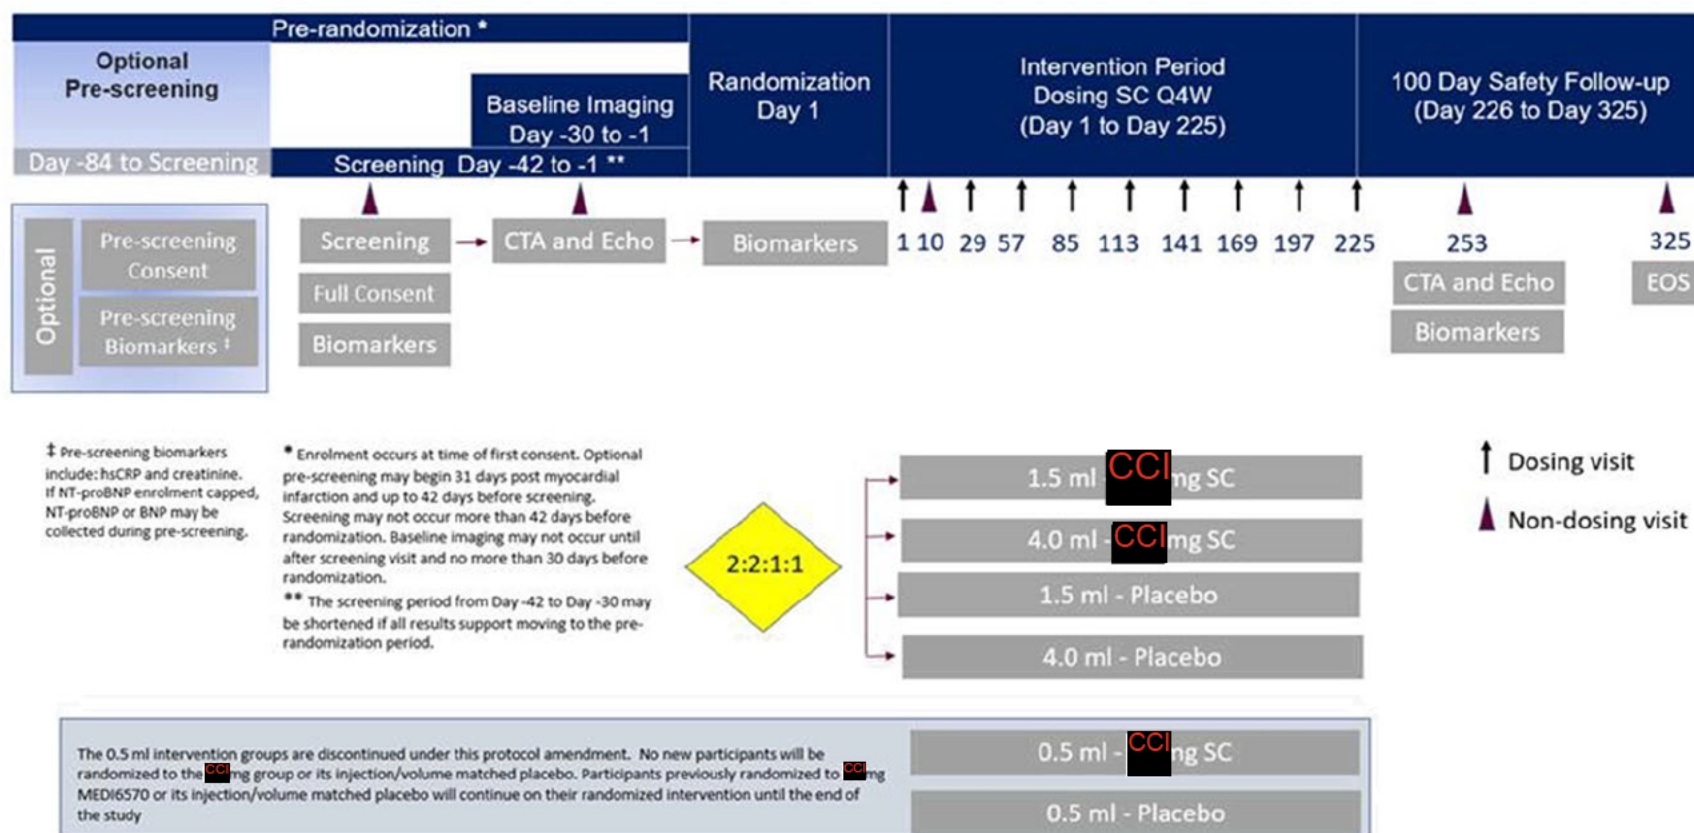 Pre-randomization *
Optional
Pre-screening
Baseline Imaging
Day -30 to -1
Randomization
Day 1
Intervention Period
Dosing SC Q4W
(Day 1 to Day 225)
100 Day Safety Follow-up
(Day 226 to Day 325)
Day -84 to Screening
Screening Day -42 to -1 **
Optional
Pre-screening
Consent
Pre-screening
Biomarkers ‡
Screening
Full Consent
Biomarkers
CTA and Echo
Biomarkers
1 10 29 57 85 113 141 169 197 225 253 325
CTA and Echo
Biomarkers
EOS
‡ Pre-screening biomarkers
include: hsCRP and creatinine.
If NT-proBNP enrolment capped,
NT-proBNP or BNP may be
collected during pre-screening.
* Enrolment occurs at time of first consent. Optional
pre-screening may begin 31 days post myocardial
infarction and up to 42 days before screening.
Screening may not occur more than 42 days before
randomization. Baseline imaging may not occur until
after screening visit and no more than 30 days before
randomization.
** The screening period from Day -42 to Day -30 may
be shortened if all results support moving to the pre-
randomization period.
2:2:1:1
1.5 ml CCI mg SC
4.0 ml - CCI mg SC
1.5 ml - Placebo
4.0 ml - Placebo
Dosing visit
Non-dosing visit
The 0.5 ml intervention groups are discontinued under this protocol amendment. No new participants will be
randomized to the CCI mg group or its injection/volume matched placebo. Participants previously randomized to CCI mg
MEDI6570 or its injection/volume matched placebo will continue on their randomized intervention until the end of
the study
0.5 ml - CCI mg SC
0.5 ml - Placebo